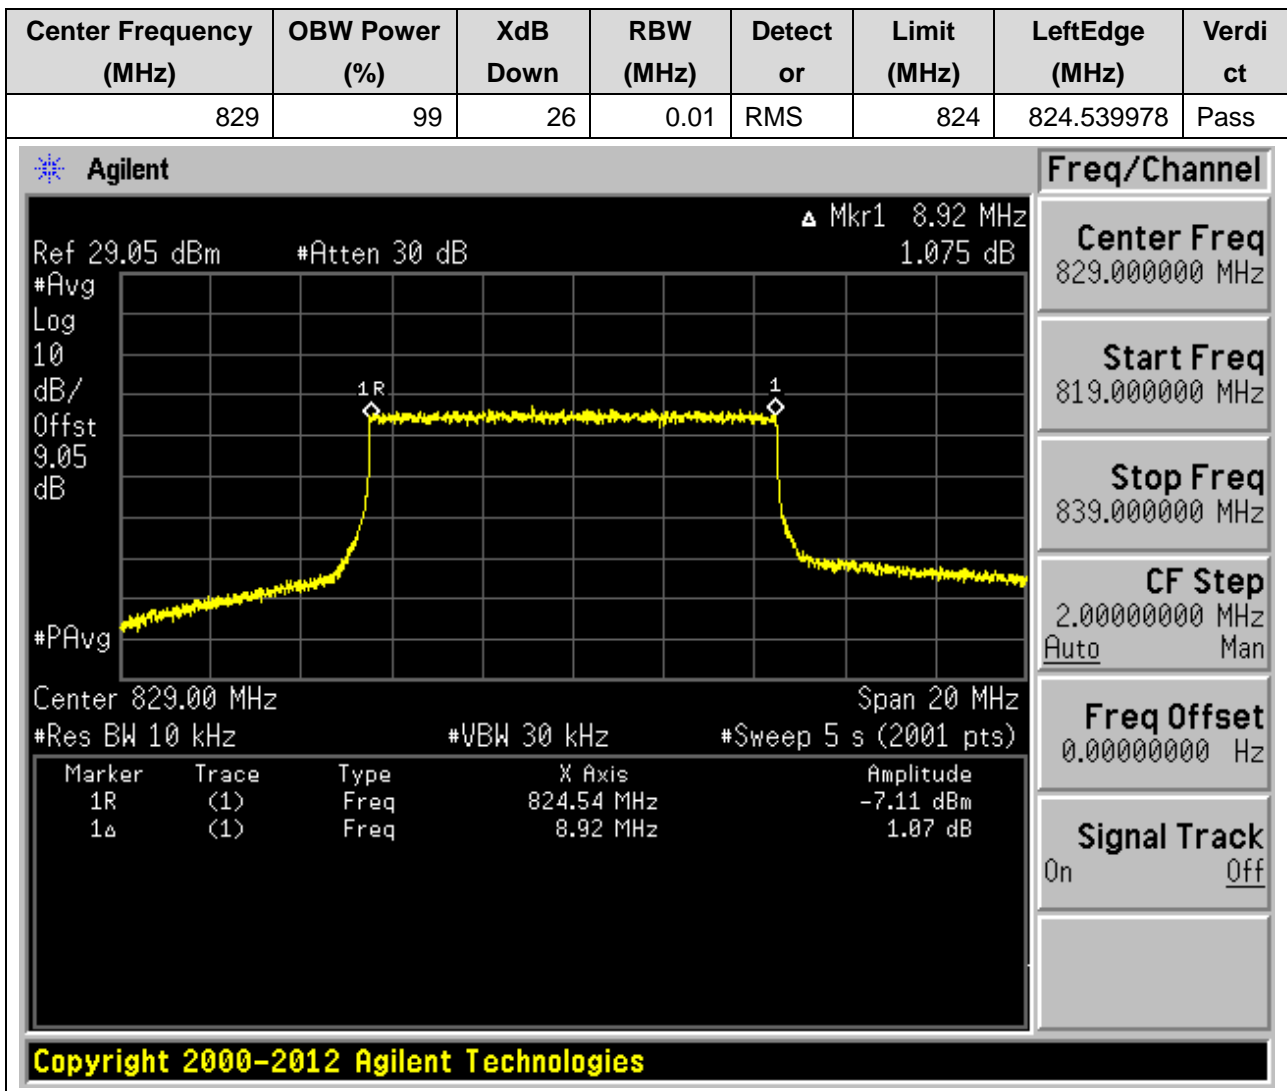 Center Frequency (MHz) OBW Power (%) XdB Down RBW (MHz) Detect or Limit (MHz) LeftEdge (MHz) Verdi ct
829 99 26 0.01 RMS 824 824.539978 Pass
Agilent
Freq/Channel
Δ Mkr1 8.92 MHz
Ref 29.05 dBm #Atten 30 dB 1.075 dB
#Avg
Log
10
dB/
Offst
9.05
dB
1R
1
#PAvg
Center 829.00 MHz Span 20 MHz
#Res BW 10 kHz #VBW 30 kHz #Sweep 5 s (2001 pts)
Marker Trace Type X Axis Amplitude
1R (1) Freq 824.54 MHz -7.11 dBm
1Δ (1) Freq 8.92 MHz 1.07 dB
Center Freq
829.000000 MHz
Start Freq
819.000000 MHz
Stop Freq
839.000000 MHz
CF Step
2.00000000 MHz
Auto Man
Freq Offset
0.00000000 Hz
Signal Track
On Off
Copyright 2000-2012 Agilent Technologies